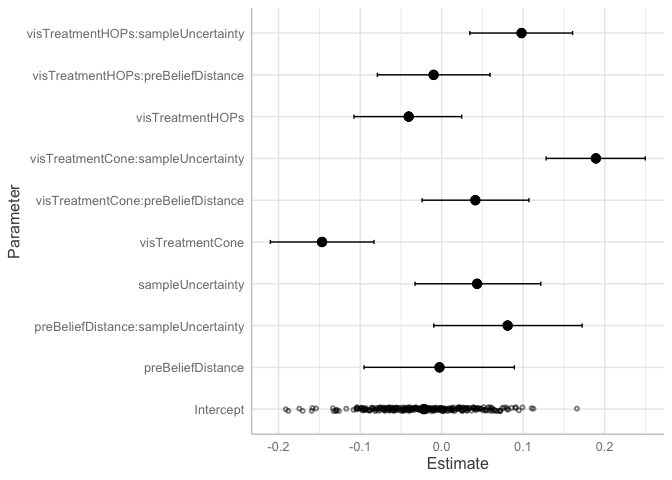 visTreatmentHOPs:sampleUncertainty
visTreatmentHOPs:preBeliefDistance
visTreatmentHOPs
visTreatmentCone:sampleUncertainty
visTreatmentCone:preBeliefDistance
visTreatmentCone
sampleUncertainty
preBeliefDistance:sampleUncertainty
preBeliefDistance
Intercept
Parameter
-0.2 -0.1 0.0 0.1 0.2
Estimate